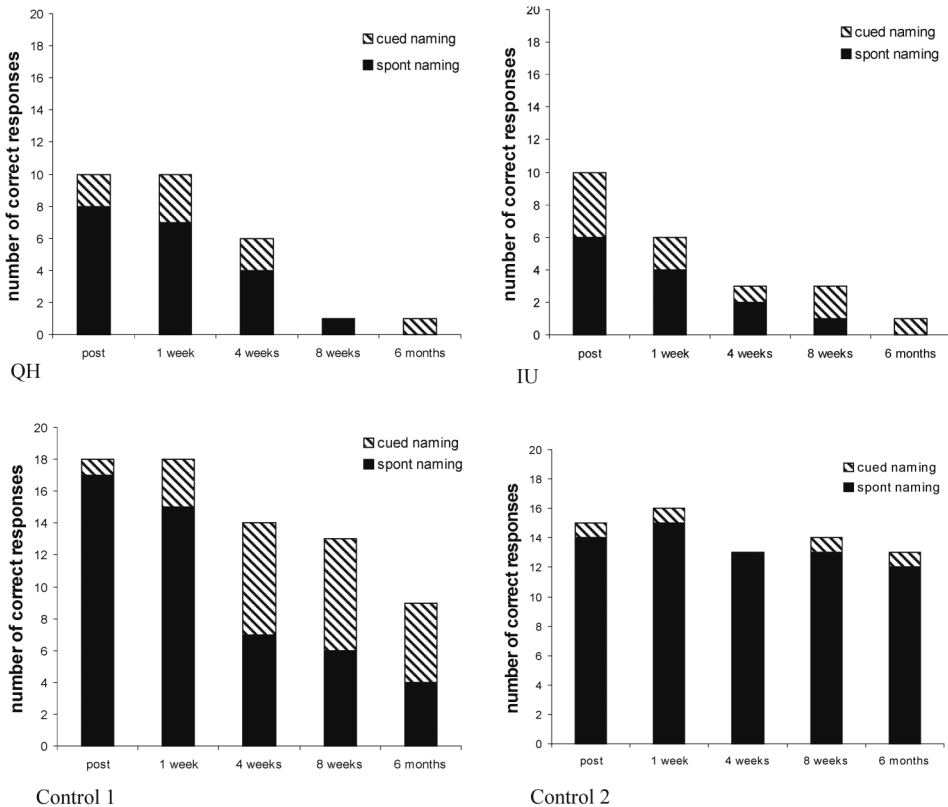 number of correct responses
20
18
16
14
12
10
8
6
4
2
0
cued naming
spont naming
post 1 week 4 weeks 8 weeks 6 months
QH
number of correct responses
20
18
16
14
12
10
8
6
4
2
0
cued naming
spont naming
post 1 week 4 weeks 8 weeks 6 months
IU
number of correct responses
20
18
16
14
12
10
8
6
4
2
0
cued naming
spont naming
post 1 week 4 weeks 8 weeks 6 months
Control 1
number of correct responses
20
18
16
14
12
10
8
6
4
2
0
cued naming
spont naming
post 1 week 4 weeks 8 weeks 6 months
Control 2